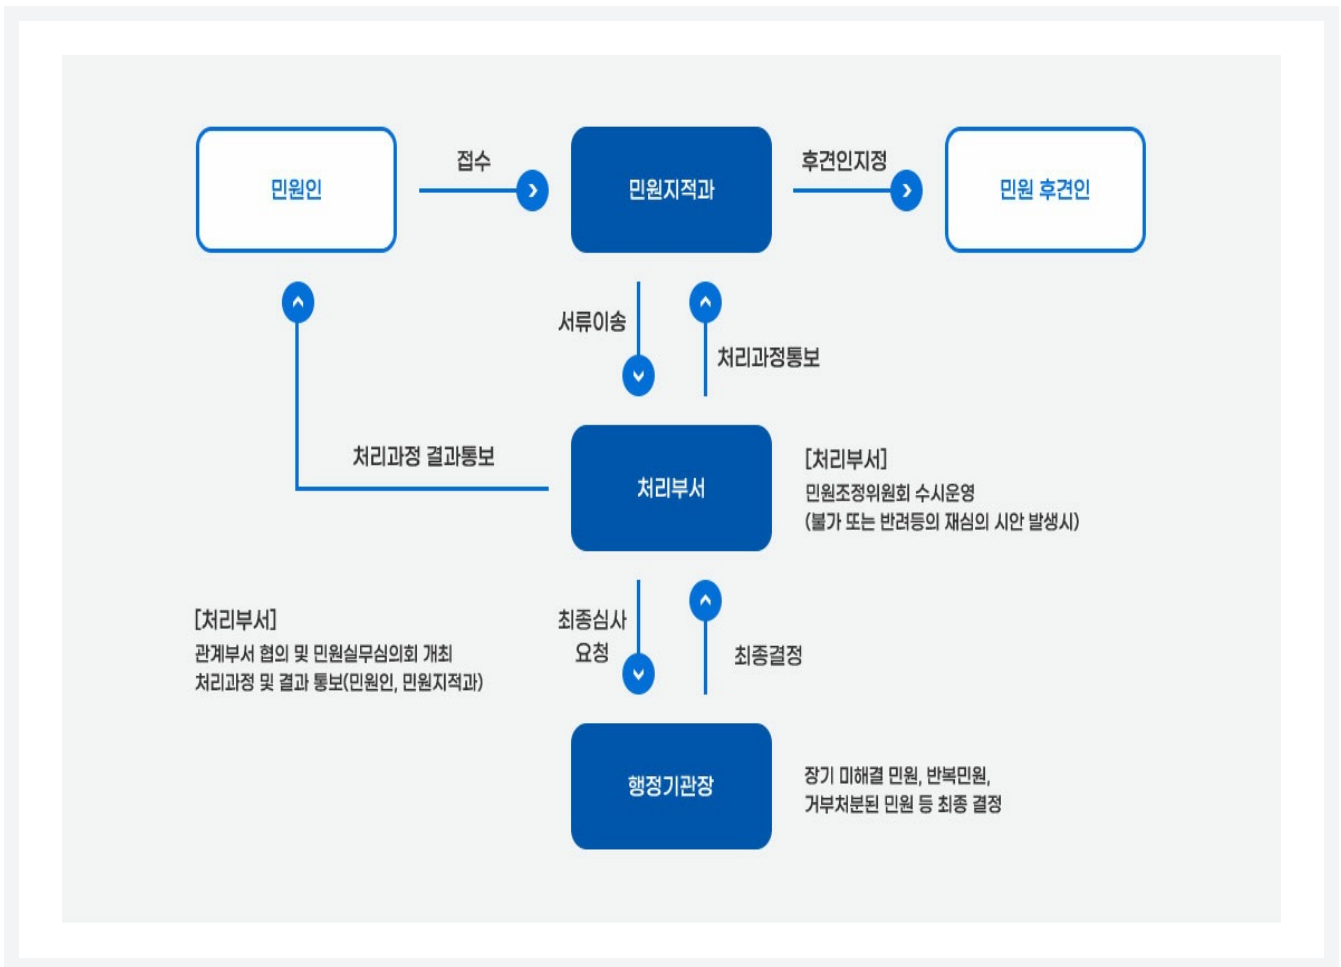 민원인
접수
민원지적과
후견인지정
민원 후견인
서류이송
처리과정통보
처리과정 결과통보
처리부서
[처리부서]
민원조정위원회 수시운영
(불가 또는 반려등의 재심의 시안 발생시)
[처리부서]
관계부서 협의 및 민원실무심의회 개최
처리과정 및 결과 통보(민원인, 민원지적과)
최종심사
요청
최종결정
행정기관장
장기 미해결 민원, 반복민원,
거부처분된 민원 등 최종 결정